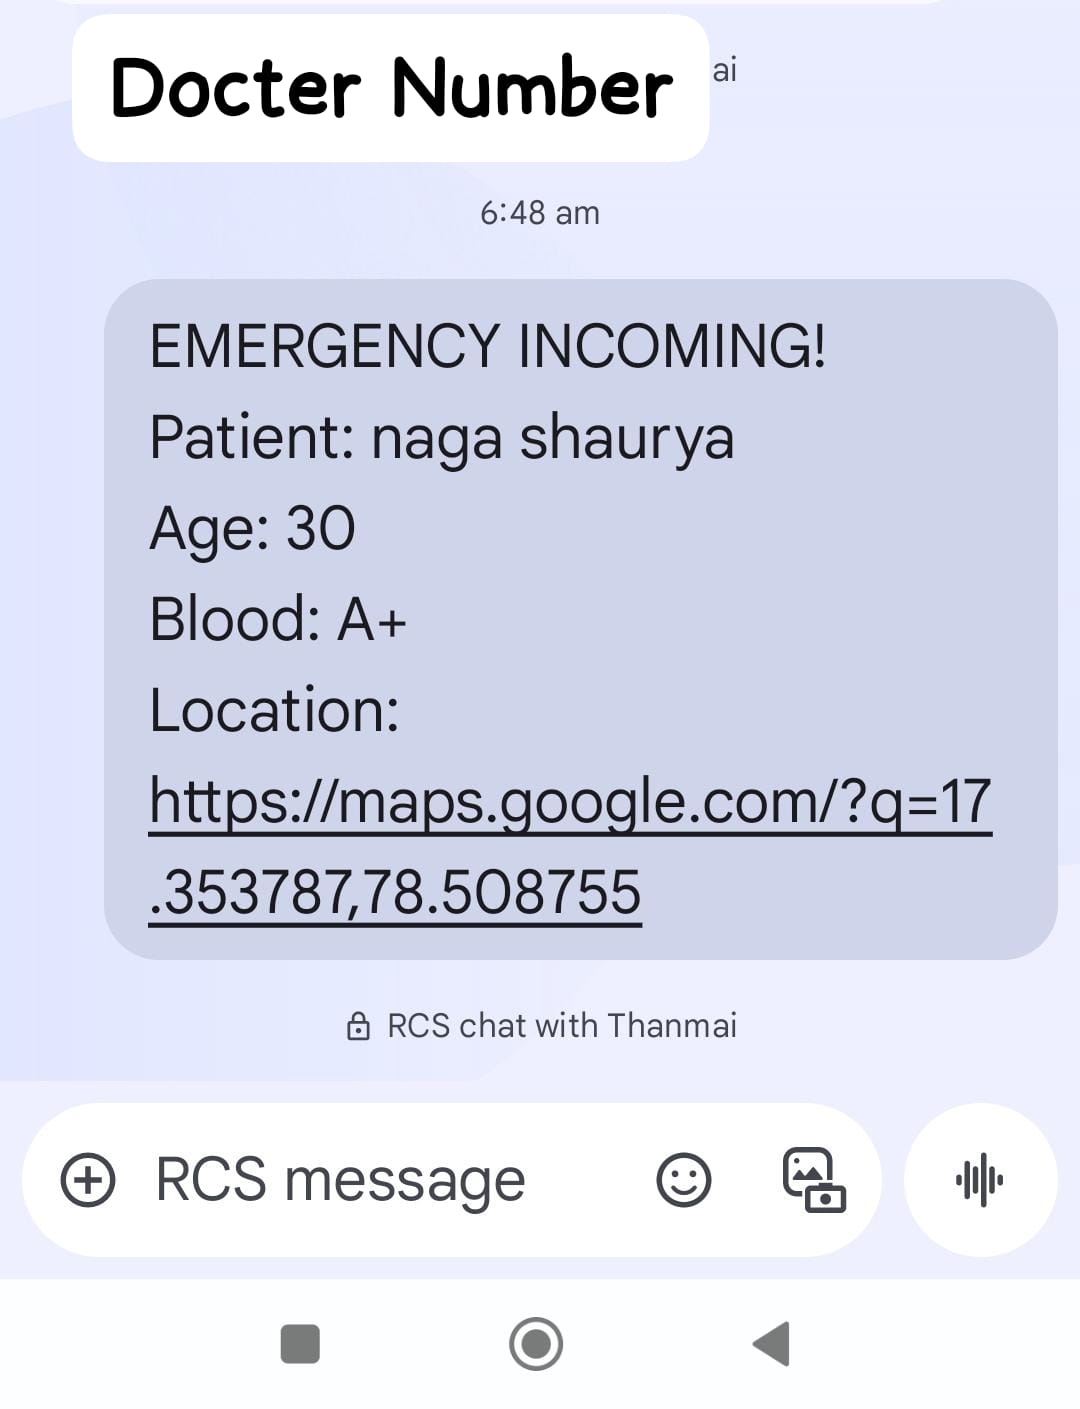 Docter Number
ai
6:48 am
EMERGENCY INCOMING!
Patient: naga shaurya
Age: 30
Blood: A+
Location:
https://maps.google.com/?q=17
.353787,78.508755
RCS chat with Thanmai
RCS message